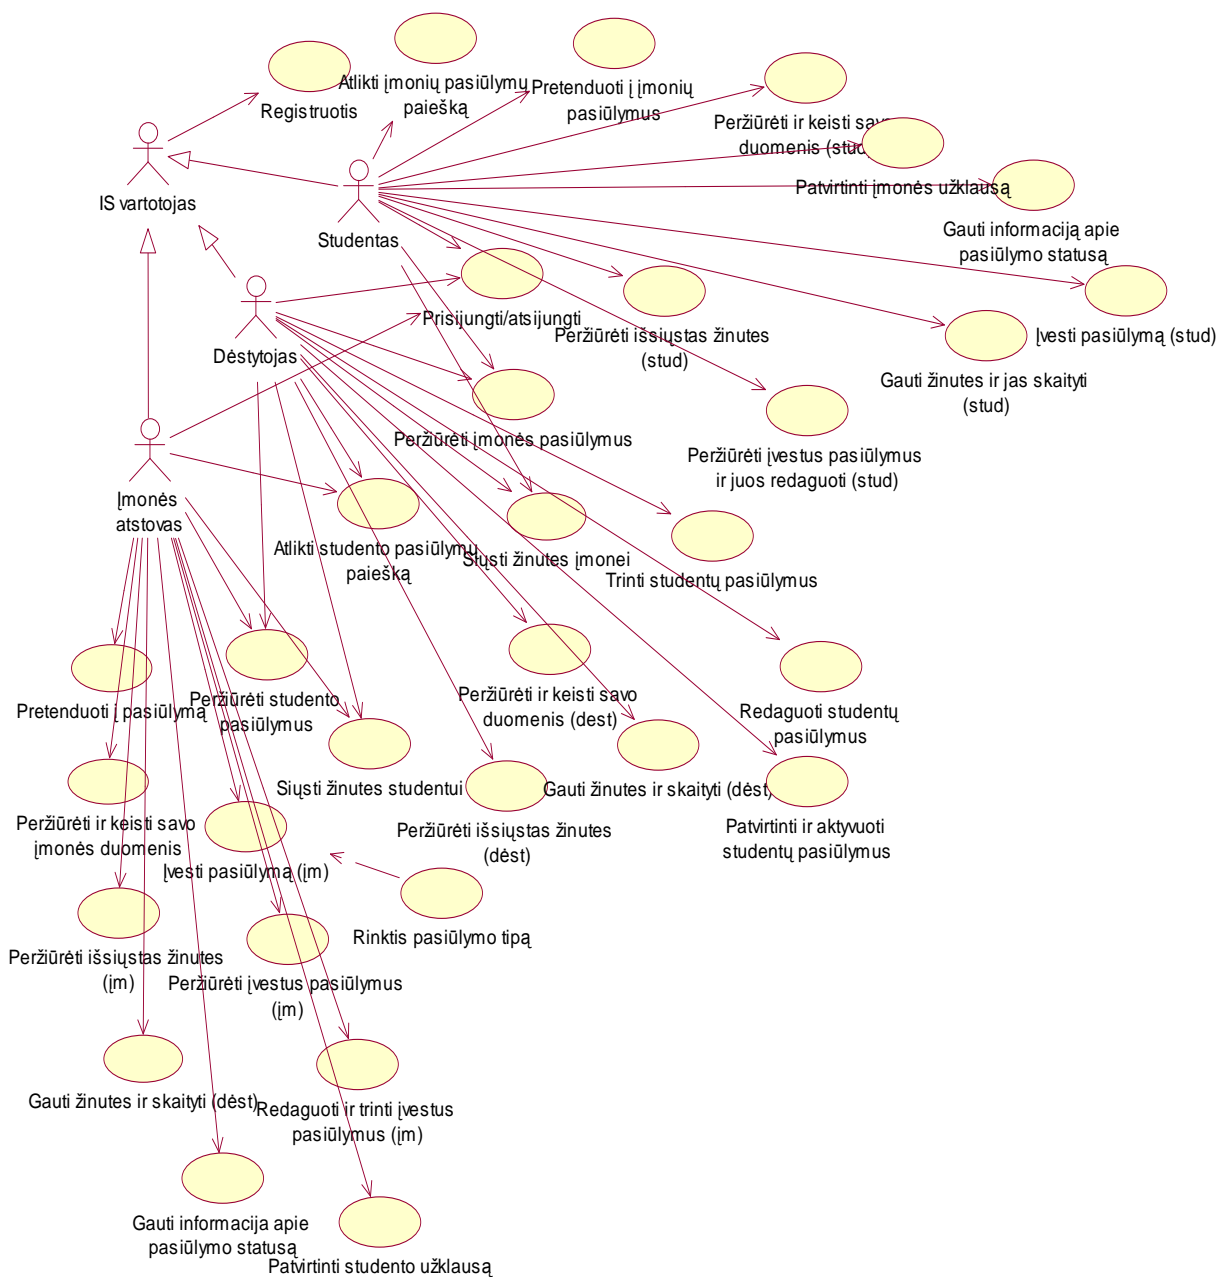 Registruotis
Atlikti įmonių pasiūlymų
paiešką
Pretenduoti į įmonių
pasiūlymus
Peržiūrėti ir keisti savo
duomenis (stud)
Patvirtinti įmonės užklausą
Gauti informaciją apie
pasiūlymo statusą
IS vartotojas
Studentas
Prisijungti/atsijungti
Peržiūrėti išsiųstas žinutes
(stud)
Įvesti pasiūlymą (stud)
Gauti žinutes ir jas skaityti
(stud)
Dėstytojas
Peržiūrėti įmonės pasiūlymus
Peržiūrėti įvestus pasiūlymus
ir juos redaguoti (stud)
Įmonės
atstovas
Atlikti studento pasiūlymų
paiešką
Siųsti žinutes įmonei
Trinti studentų pasiūlymus
Pretenduoti į pasiūlymą
Peržiūrėti studento
pasiūlymus
Peržiūrėti ir keisti savo
duomenis (dest)
Redaguoti studentų
pasiūlymus
Siųsti žinutes studentui
Gauti žinutes ir skaityti (dėst)
Peržiūrėti ir keisti savo
įmonės duomenis
Įvesti pasiūlymą (įm)
Peržiūrėti išsiųstas žinutes
(dėst)
Patvirtinti ir aktyvuoti
studentų pasiūlymus
Rinktis pasiūlymo tipą
Peržiūrėti išsiųstas žinutes
(įm)
Peržiūrėti įvestus pasiūlymus
(įm)
Gauti žinutes ir skaityti (dėst)
Redaguoti ir trinti įvestus
pasiūlymus (įm)
Gauti informacija apie
pasiūlymo statusą
Patvirtinti studento užklausą